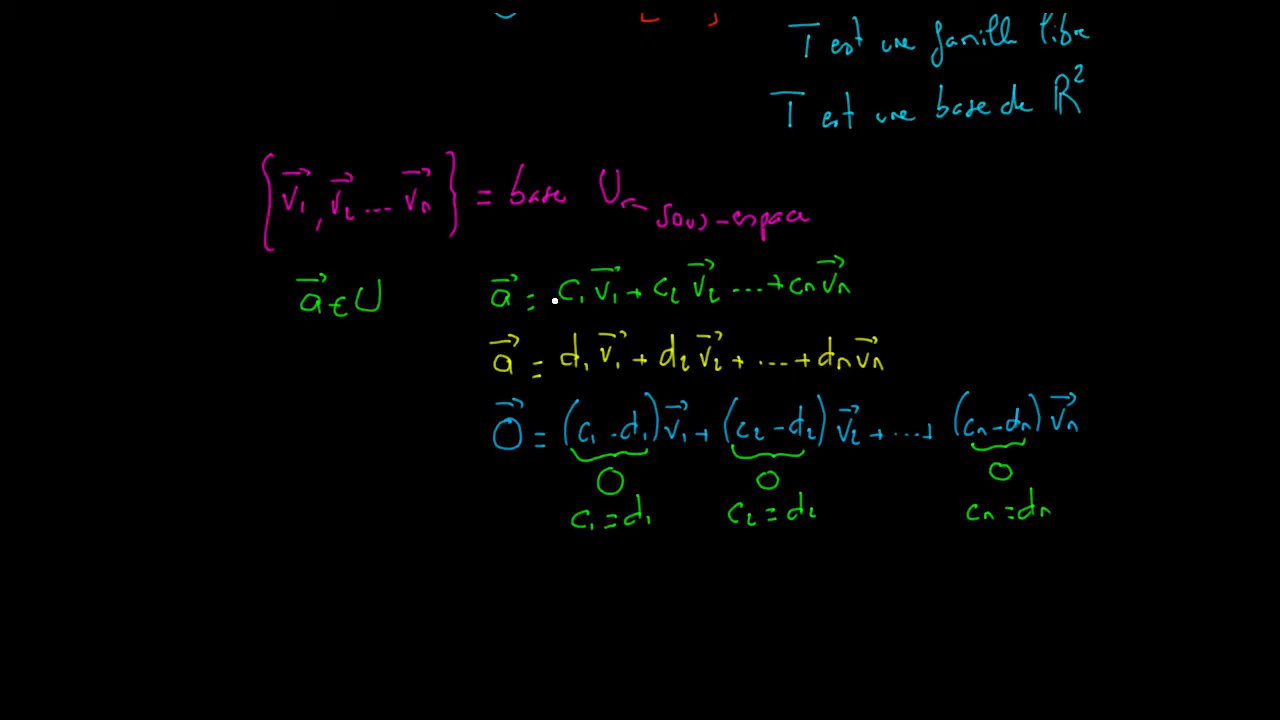 T est une famille libre
T est une base de R²
{v₁⃗, v₂⃗ ... vₙ⃗} = base U ← sous-espace
a⃗ ∈ U a⃗ = c₁v₁⃗ + c₂v₂⃗ ... + cₙvₙ⃗
a⃗ = d₁v₁⃗ + d₂v₂⃗ + ... + dₙvₙ⃗
0⃗ = (c₁ - d₁)v₁⃗ + (c₂ - d₂)v₂⃗ + ... + (cₙ - dₙ)vₙ⃗
0 0 0
c₁ = d₁ c₂ = d₂ cₙ = dₙ